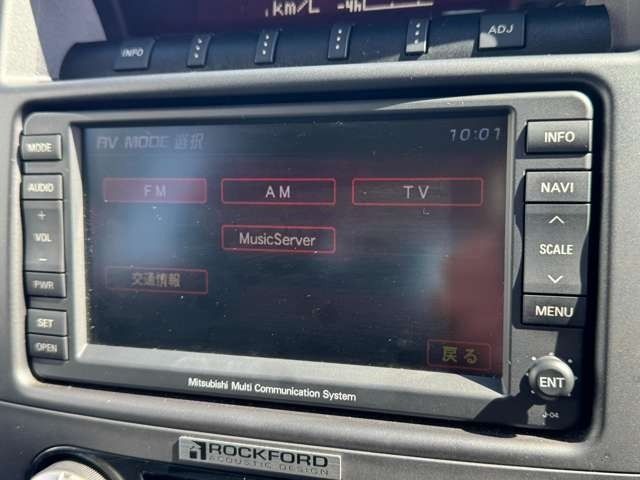 km/L
INFO ADJ
MODE
AUDIO
+
VOL
−
PWR
SET
OPEN
AV MODE 選択 10:01
FM AM TV
MusicServer
交通情報
戻る
INFO
NAVI
SCALE
MENU
ENT
J-04
Mitsubishi Multi Communication System
ROCKFORD
ACOUSTIC DESIGN